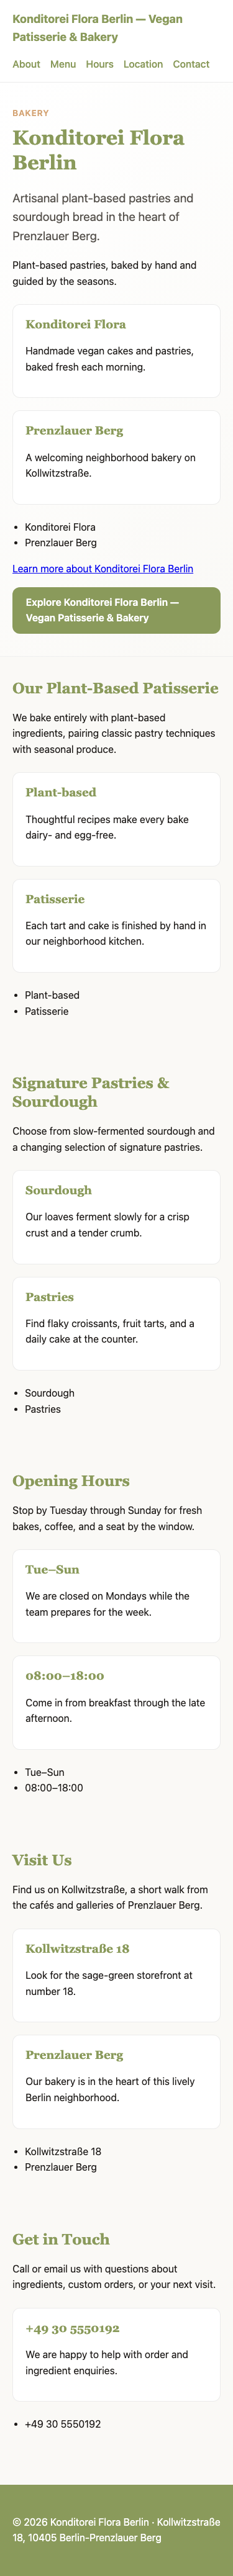 Konditorei Flora Berlin — Vegan
Patisserie & Bakery
About Menu Hours Location Contact
BAKERY
Konditorei Flora
Berlin
Artisanal plant-based pastries and
sourdough bread in the heart of
Prenzlauer Berg.
Plant-based pastries, baked by hand and
guided by the seasons.
Konditorei Flora
Handmade vegan cakes and pastries,
baked fresh each morning.
Prenzlauer Berg
A welcoming neighborhood bakery on
Kollwitzstraße.
• Konditorei Flora
• Prenzlauer Berg
Learn more about Konditorei Flora Berlin
Explore Konditorei Flora Berlin —
Vegan Patisserie & Bakery
Our Plant-Based Patisserie
We bake entirely with plant-based
ingredients, pairing classic pastry techniques
with seasonal produce.
Plant-based
Thoughtful recipes make every bake
dairy- and egg-free.
Patisserie
Each tart and cake is finished by hand in
our neighborhood kitchen.
• Plant-based
• Patisserie
Signature Pastries &
Sourdough
Choose from slow-fermented sourdough and
a changing selection of signature pastries.
Sourdough
Our loaves ferment slowly for a crisp
crust and a tender crumb.
Pastries
Find flaky croissants, fruit tarts, and a
daily cake at the counter.
• Sourdough
• Pastries
Opening Hours
Stop by Tuesday through Sunday for fresh
bakes, coffee, and a seat by the window.
Tue–Sun
We are closed on Mondays while the
team prepares for the week.
08:00–18:00
Come in from breakfast through the late
afternoon.
• Tue–Sun
• 08:00–18:00
Visit Us
Find us on Kollwitzstraße, a short walk from
the cafés and galleries of Prenzlauer Berg.
Kollwitzstraße 18
Look for the sage-green storefront at
number 18.
Prenzlauer Berg
Our bakery is in the heart of this lively
Berlin neighborhood.
• Kollwitzstraße 18
• Prenzlauer Berg
Get in Touch
Call or email us with questions about
ingredients, custom orders, or your next visit.
+49 30 5550192
We are happy to help with order and
ingredient enquiries.
• +49 30 5550192
© 2026 Konditorei Flora Berlin · Kollwitzstraße
18, 10405 Berlin-Prenzlauer Berg